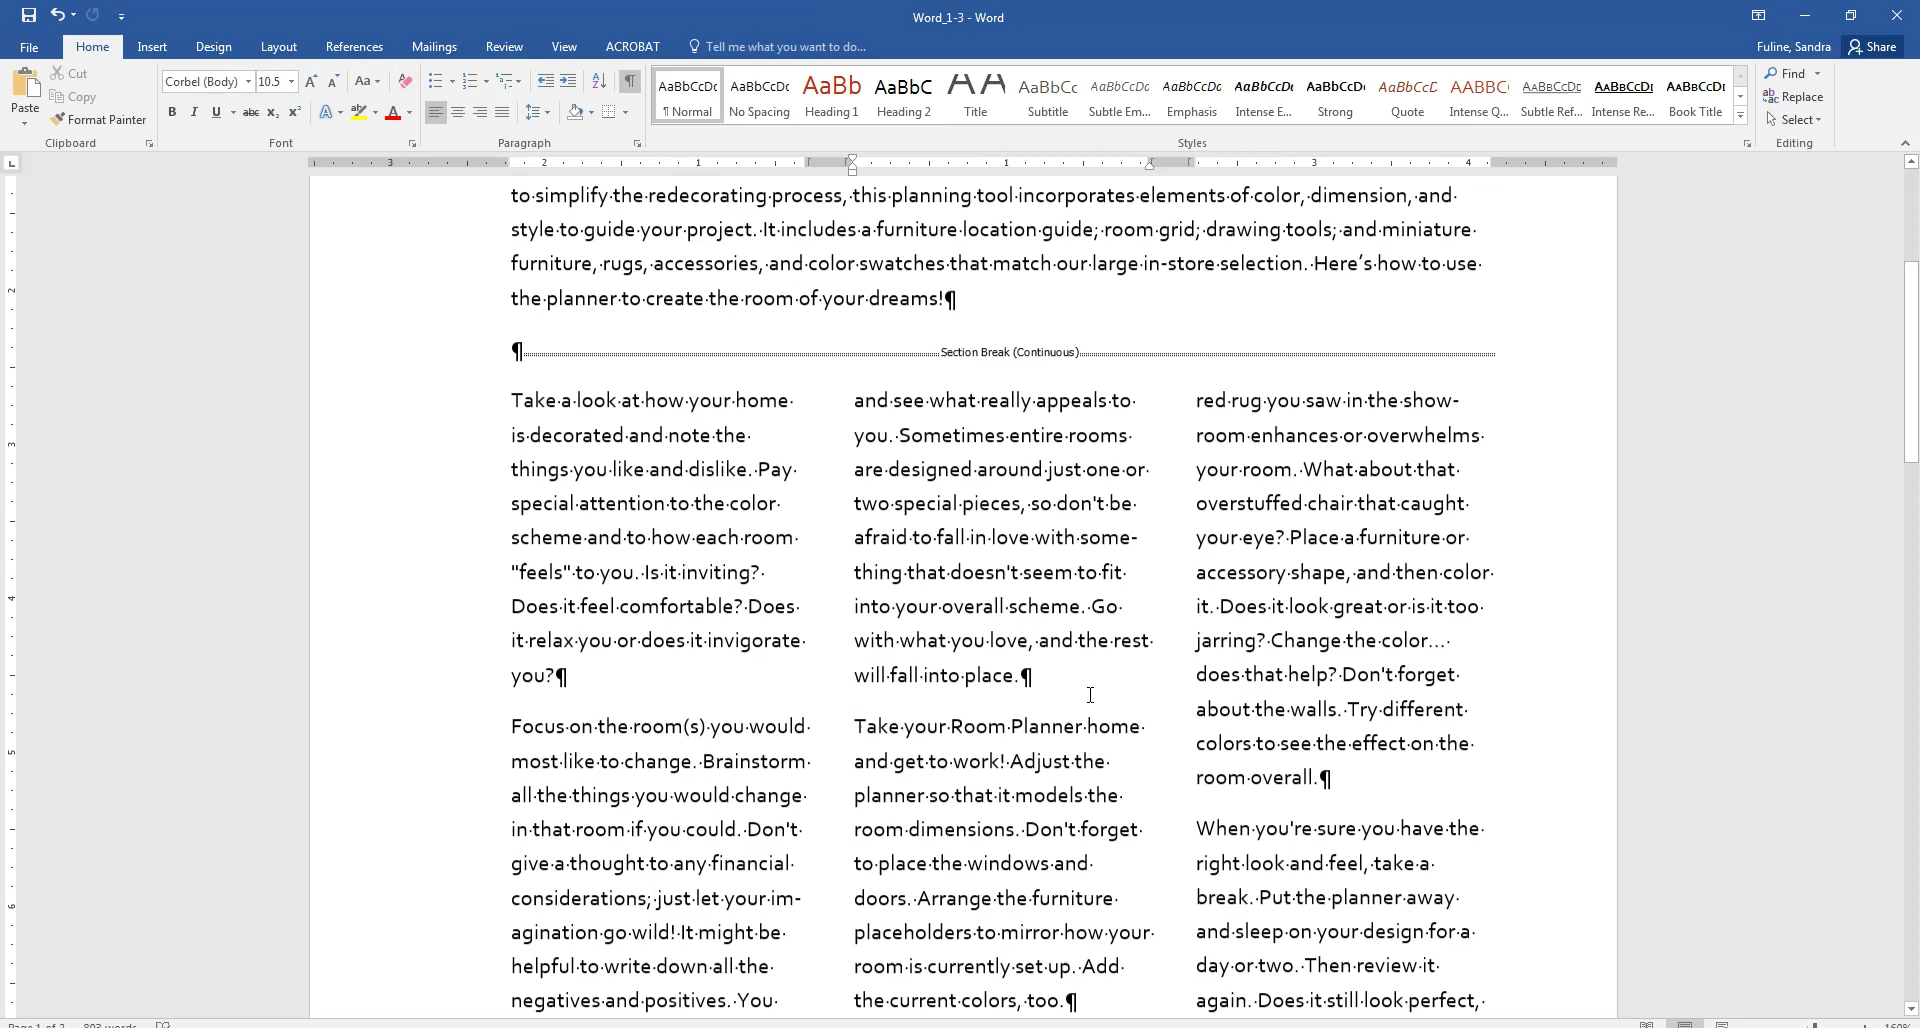 Word_1-3 - Word
File Home Insert Design Layout References Mailings Review View ACROBAT Tell me what you want to do... Fuline, Sandra Share
Paste
Cut
Copy
Format Painter
Clipboard
Corbel (Body) 10.5
Font
Paragraph
AaBbCcDc AaBbCcDc AaBb AaBbC AA AaBbCc AaBbCcDc AaBbCcDc AaBbCcDc AaBbCcDc AaBbCcD AABBC AABBCCDC AABBCCDI AABBCCDI
¶ Normal No Spacing Heading 1 Heading 2 Title Subtitle Subtle Em... Emphasis Intense E... Strong Quote Intense Q... Subtle Ref... Intense Re... Book Title
Styles
Find
Replace
Select
Editing
3 2 1 1 3 4
to simplify the redecorating process, this planning tool incorporates elements of color, dimension, and
style to guide your project. It includes a furniture location guide; room grid; drawing tools; and miniature
furniture, rugs, accessories, and color swatches that match our large in-store selection. Here’s how to use
the planner to create the room of your dreams!¶
¶ Section Break (Continuous)
Take a look at how your home
is decorated and note the
things you like and dislike. Pay
special attention to the color
scheme and to how each room
"feels" to you. Is it inviting?
Does it feel comfortable? Does
it relax you or does it invigorate
you?¶
Focus on the room(s) you would
most like to change. Brainstorm
all the things you would change
in that room if you could. Don't
give a thought to any financial
considerations; just let your im-
agination go wild! It might be
helpful to write down all the
negatives and positives. You
and see what really appeals to
you. Sometimes entire rooms
are designed around just one or
two special pieces, so don't be
afraid to fall in love with some-
thing that doesn't seem to fit
into your overall scheme. Go
with what you love, and the rest
will fall into place.¶
Take your Room Planner home
and get to work! Adjust the
planner so that it models the
room dimensions. Don't forget
to place the windows and
doors. Arrange the furniture
placeholders to mirror how your
room is currently set up. Add
the current colors, too.¶
red rug you saw in the show-
room enhances or overwhelms
your room. What about that
overstuffed chair that caught
your eye? Place a furniture or
accessory shape, and then color
it. Does it look great or is it too
jarring? Change the color...
does that help? Don't forget
about the walls. Try different
colors to see the effect on the
room overall.¶
When you're sure you have the
right look and feel, take a
break. Put the planner away
and sleep on your design for a
day or two. Then review it
again. Does it still look perfect,
2
3
4
5
6
Page 1 of 2 803 words 160%